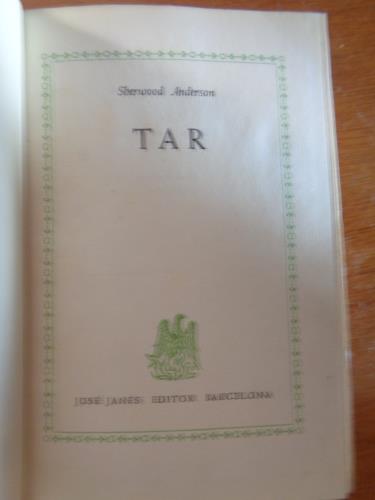 Sherwood Anderson
TAR
JOSÉ JANÉS EDITOR BARCELONA